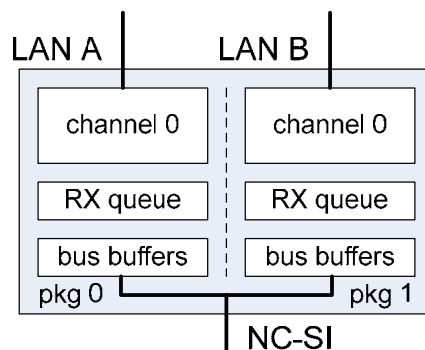 LAN A LAN B
channel 0 channel 0
RX queue RX queue
bus buffers bus buffers
pkg 0 pkg 1
NC-SI